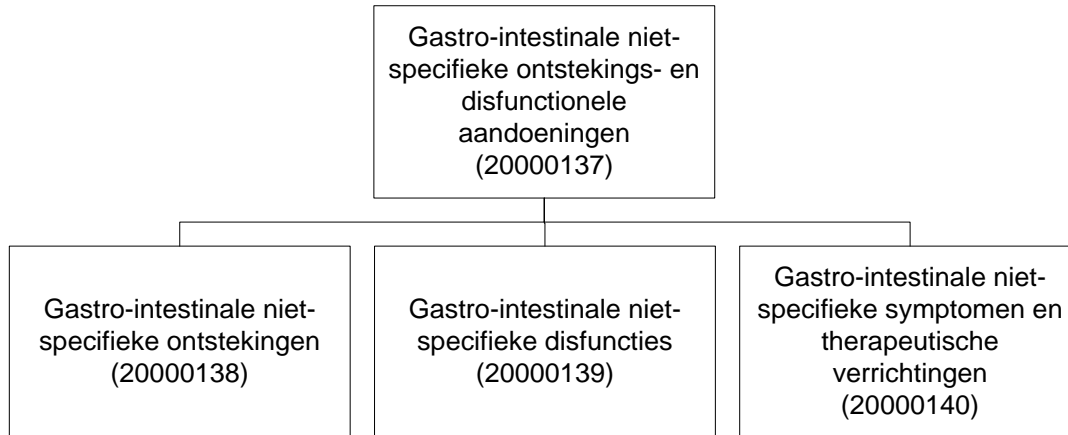 Gastro-intestinale niet-
specifieke ontstekings- en
disfunctionele
aandoeningen
(20000137)
Gastro-intestinale niet-
specifieke ontstekingen
(20000138)
Gastro-intestinale niet-
specifieke disfuncties
(20000139)
Gastro-intestinale niet-
specifieke symptomen en
therapeutische
verrichtingen
(20000140)